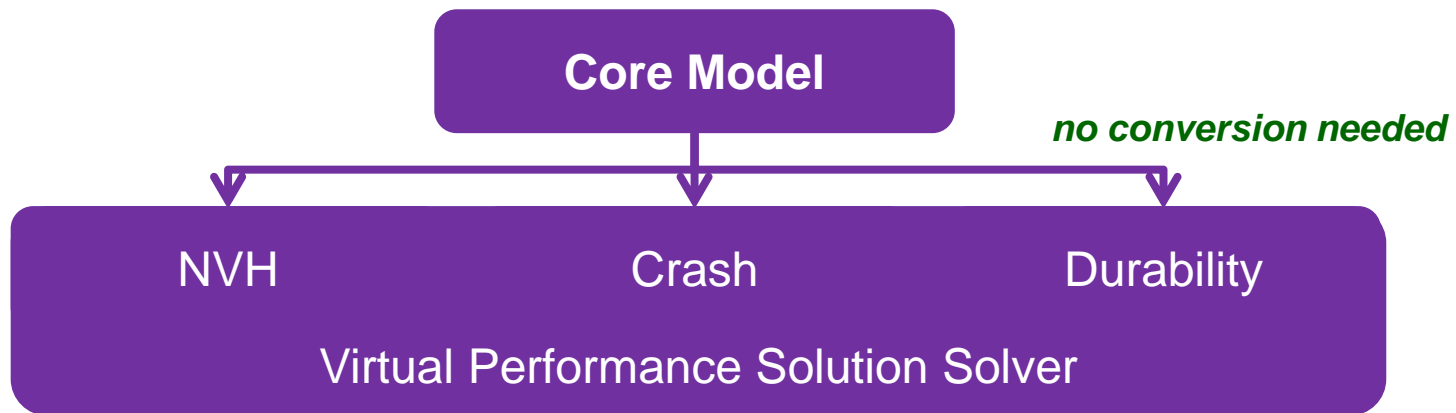 Core Model
no conversion needed
NVH Crash Durability
Virtual Performance Solution Solver